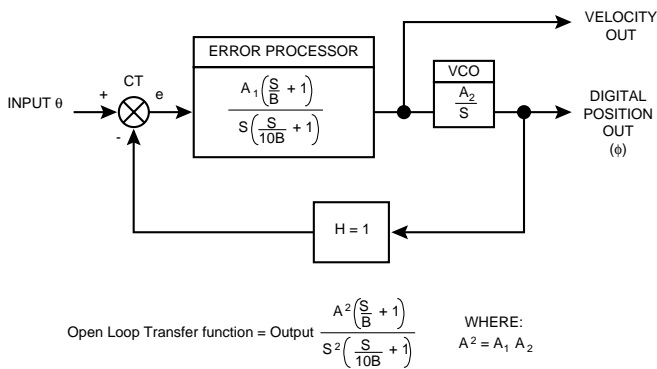 VELOCITY
OUT
ERROR PROCESSOR
CT
VCO
INPUT θ
+
e
-
A₁(S/B + 1)
S(S/10B + 1)
A₂
S
DIGITAL
POSITION
OUT
(ϕ)
H = 1
Open Loop Transfer function = Output
A²(S/B + 1)
S²(S/10B + 1)
WHERE:
A² = A₁ A₂